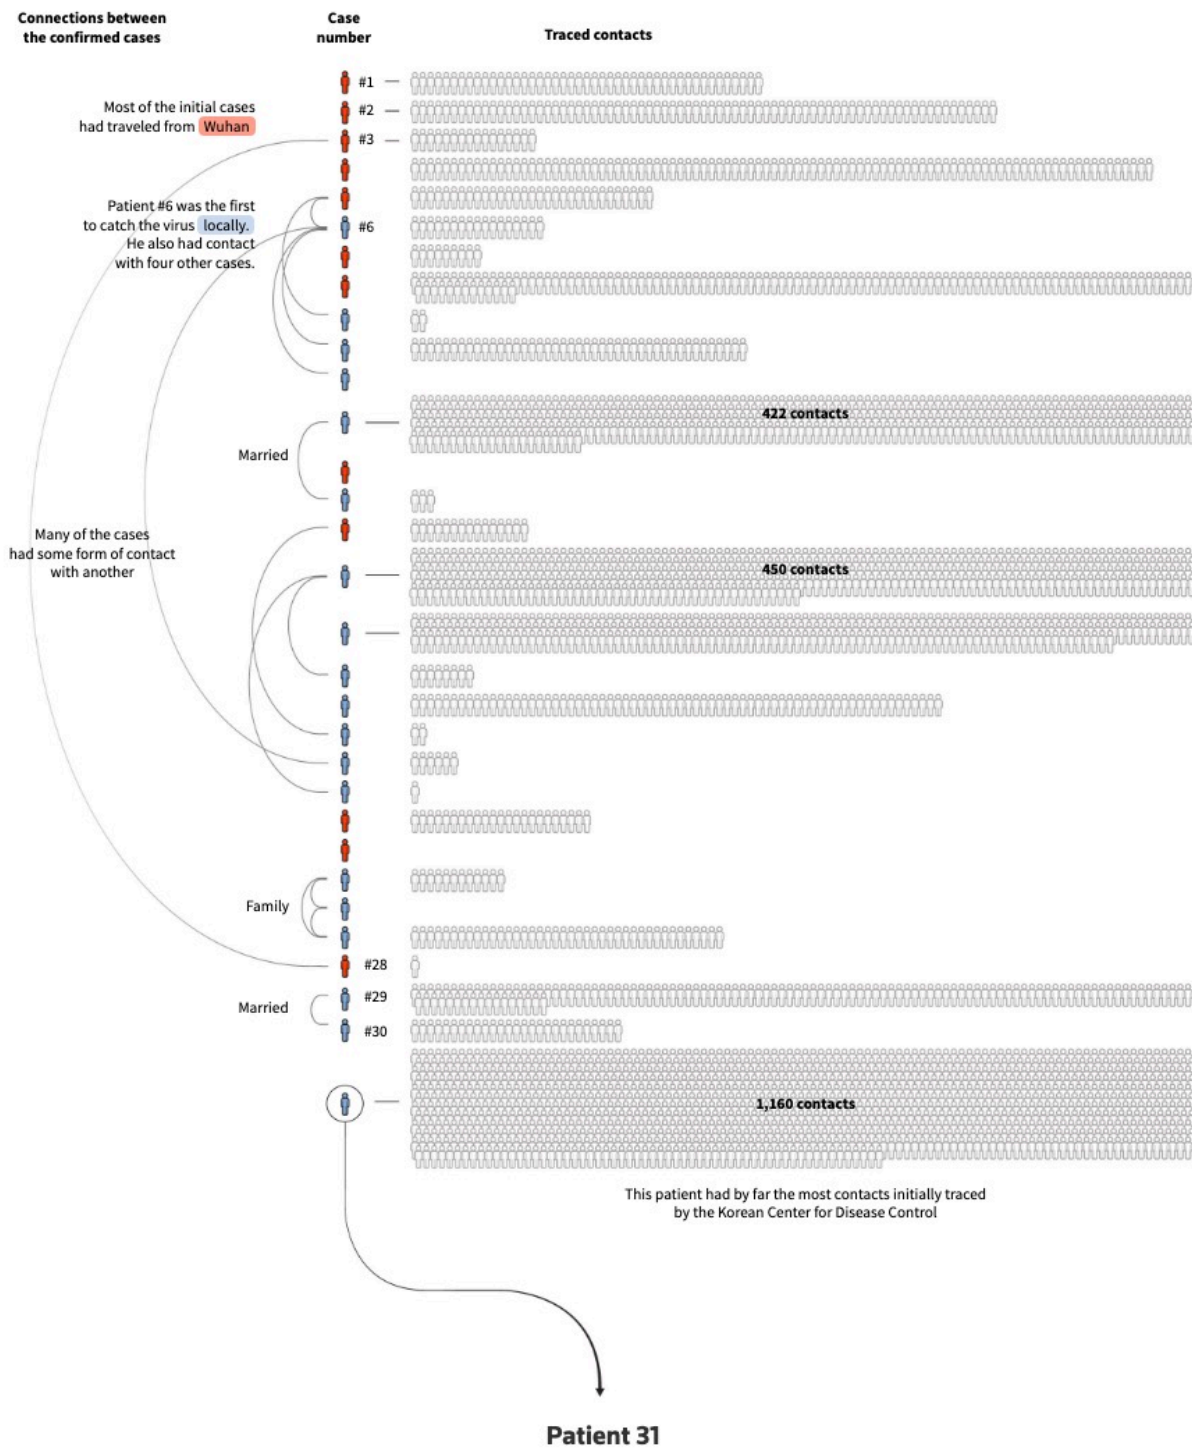 Connections between
the confirmed cases
Case
number
Traced contacts
#1
Most of the initial cases
had traveled from Wuhan
#2
#3
Patient #6 was the first
to catch the virus locally.
He also had contact
with four other cases.
#6
422 contacts
Married
Many of the cases
had some form of contact
with another
450 contacts
Family
#28
#29
Married
#30
1,160 contacts
This patient had by far the most contacts initially traced
by the Korean Center for Disease Control
Patient 31